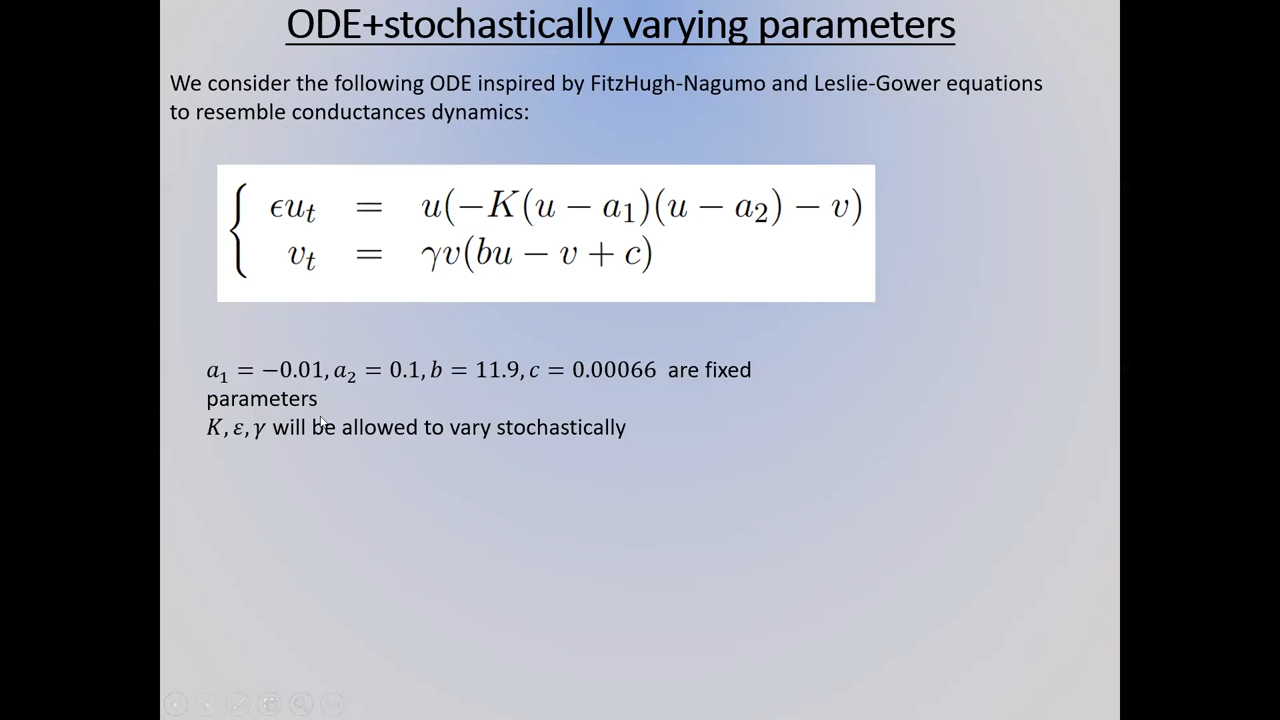 ODE+stochastically varying parameters
We consider the following ODE inspired by FitzHugh-Nagumo and Leslie-Gower equations
to resemble conductances dynamics:
ϵu_t = u(−K(u − a_1)(u − a_2) − v)
v_t = γv(bu − v + c)
a_1 = −0.01, a_2 = 0.1, b = 11.9, c = 0.00066 are fixed
parameters
K, ε, γ will be allowed to vary stochastically